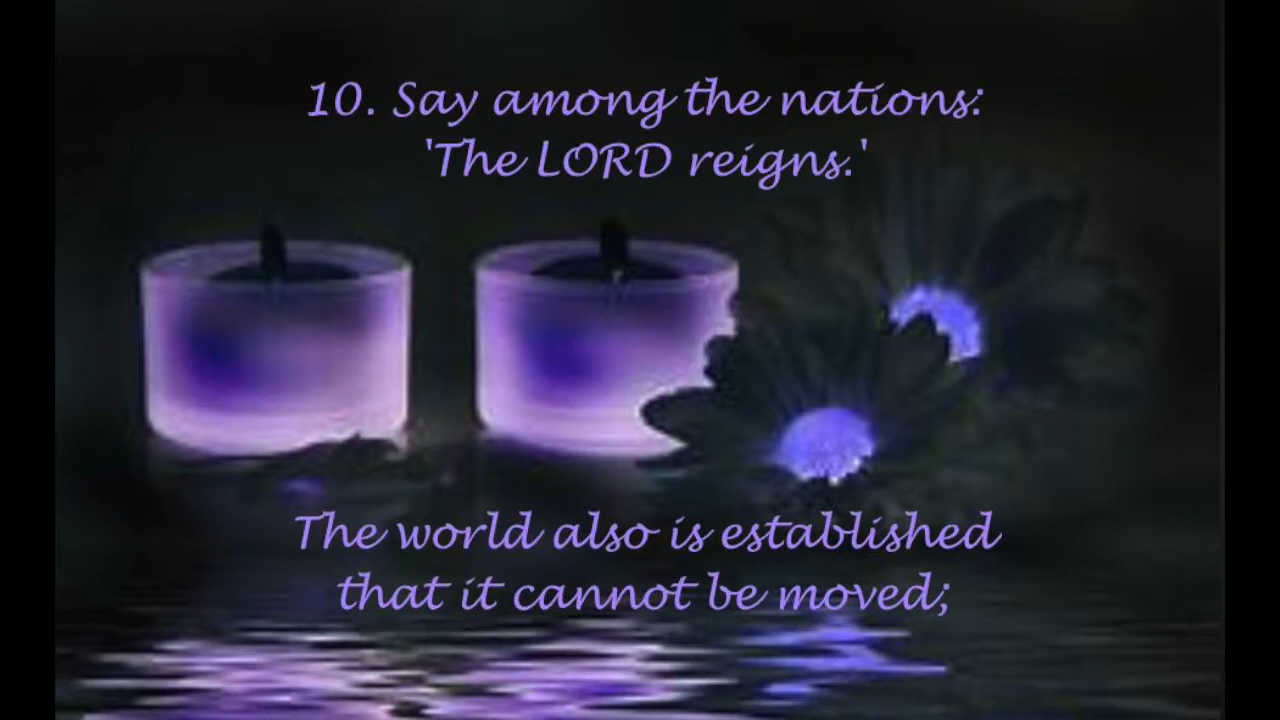 10. Say among the nations:
'The LORD reigns.'
The world also is established
that it cannot be moved;